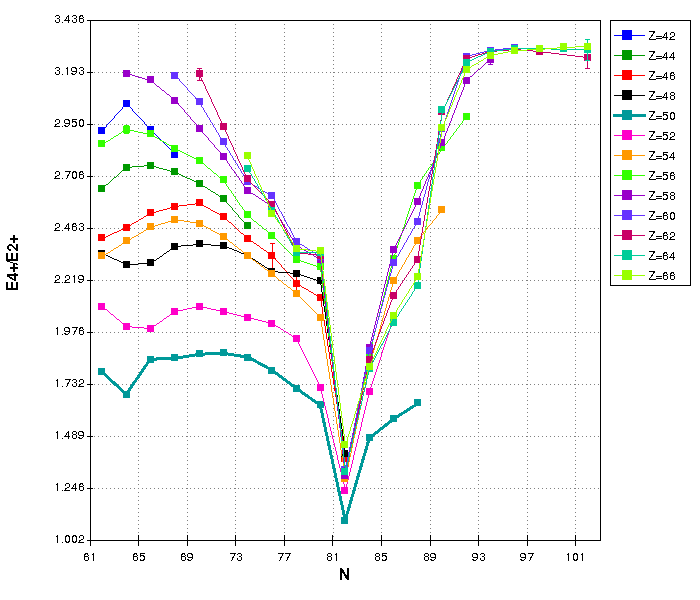 3.436
3.193
2.950
2.706
2.463
2.219
1.976
1.732
1.489
1.246
1.002
E4+/E2+
61 65 69 73 77 81 85 89 93 97 101
N
Z=42
Z=44
Z=46
Z=48
Z=50
Z=52
Z=54
Z=56
Z=58
Z=60
Z=62
Z=64
Z=66